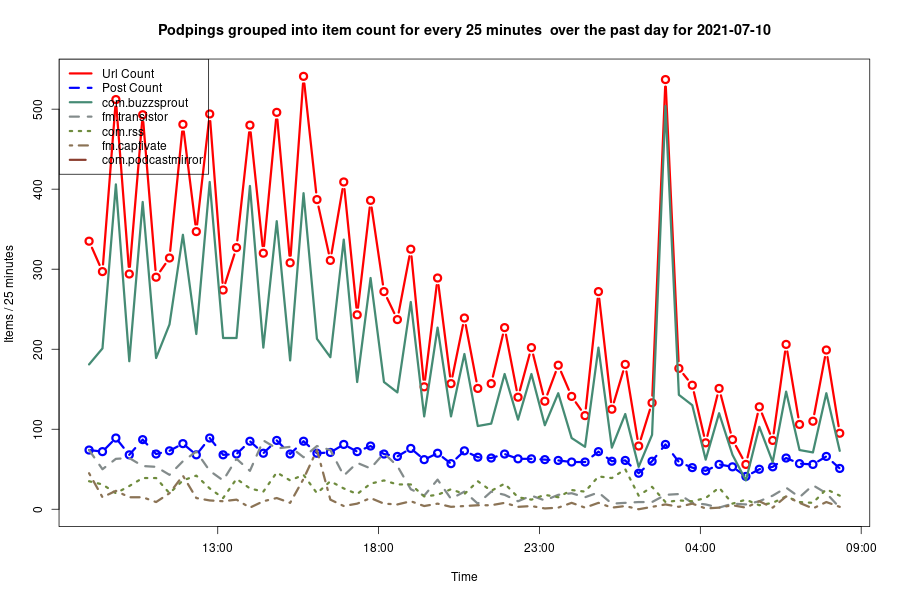 Podpings grouped into item count for every 25 minutes  over the past day for 2021-07-10
Url Count
Post Count
com.buzzsprout
fm.transistor
com.rss
fm.captivate
com.podcastmirror
500
400
300
200
100
0
Items / 25 minutes
13:00 18:00 23:00 04:00 09:00
Time